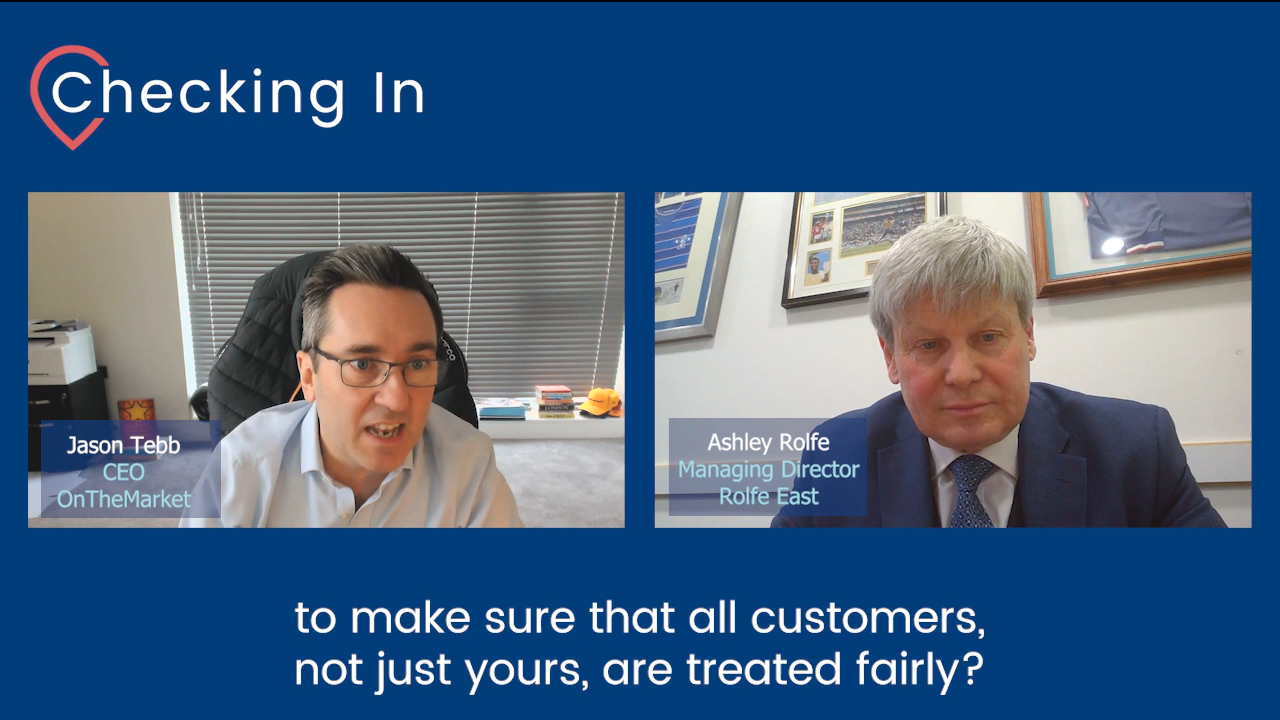 Checking In
Jason Tebb
CEO
OnTheMarket
Ashley Rolfe
Managing Director
Rolfe East
to make sure that all customers,
not just yours, are treated fairly?